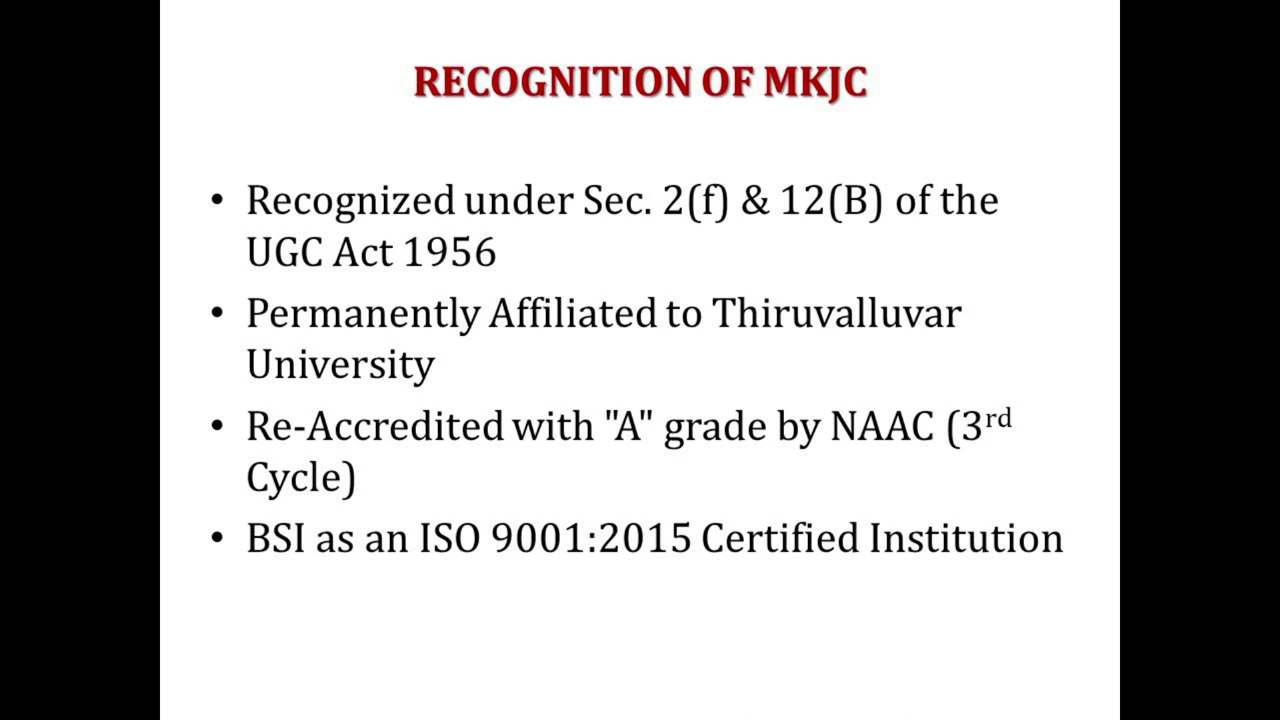 RECOGNITION OF MKJC
• Recognized under Sec. 2(f) & 12(B) of the
UGC Act 1956
• Permanently Affiliated to Thiruvalluvar
University
• Re-Accredited with "A" grade by NAAC (3rd
Cycle)
• BSI as an ISO 9001:2015 Certified Institution